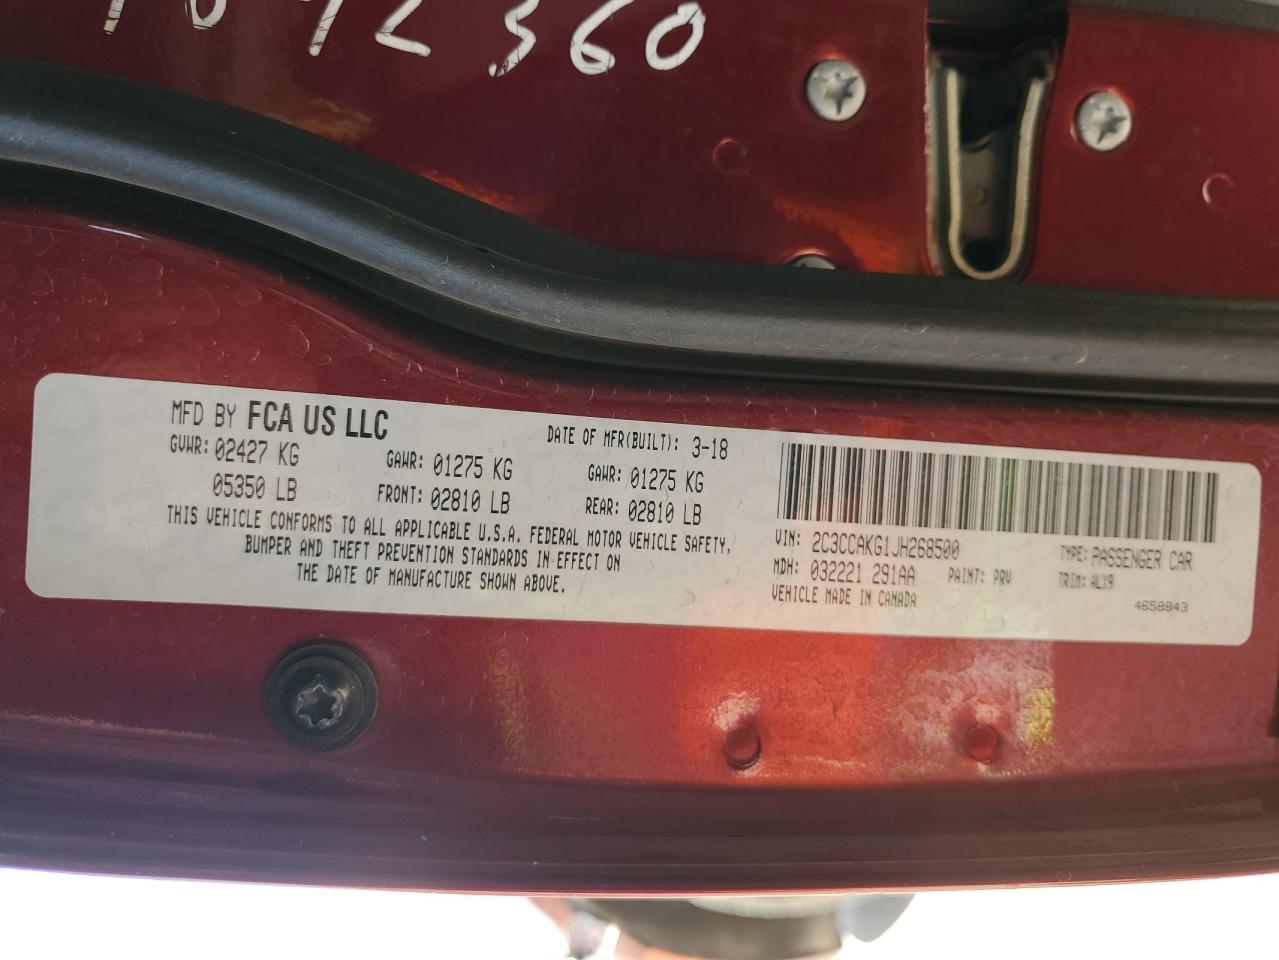 360
MFD BY FCA US LLC
DATE OF MFR(BUILT): 3-18
GVWR: 02427 KG
GAWR: 01275 KG
GAWR: 01275 KG
05350 LB
FRONT: 02810 LB
REAR: 02810 LB
THIS VEHICLE CONFORMS TO ALL APPLICABLE U.S.A. FEDERAL MOTOR VEHICLE SAFETY,
BUMPER AND THEFT PREVENTION STANDARDS IN EFFECT ON
THE DATE OF MANUFACTURE SHOWN ABOVE.
VIN: 2C3CCAKG1JH268500
TYPE: PASSENGER CAR
MDH: 032221 291AA
PAINT: PRV
TRIM: ALX9
VEHICLE MADE IN CANADA
4658843